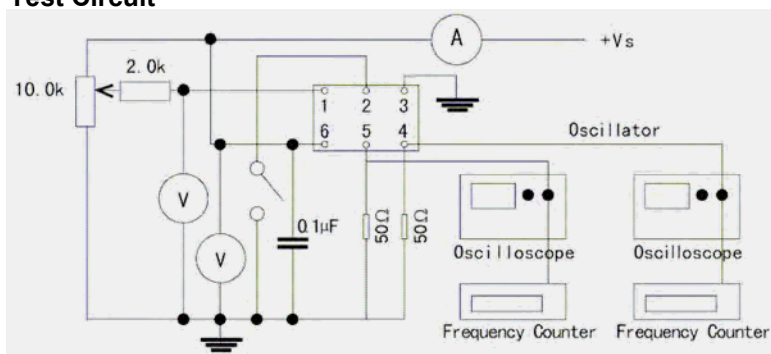 Test Circuit
A
+Vs
2.0k
10.0k
1 2 3
6 5 4
Oscillator
V
V
0.1μF
50Ω
50Ω
Oscilloscope
Oscilloscope
Frequency Counter
Frequency Counter